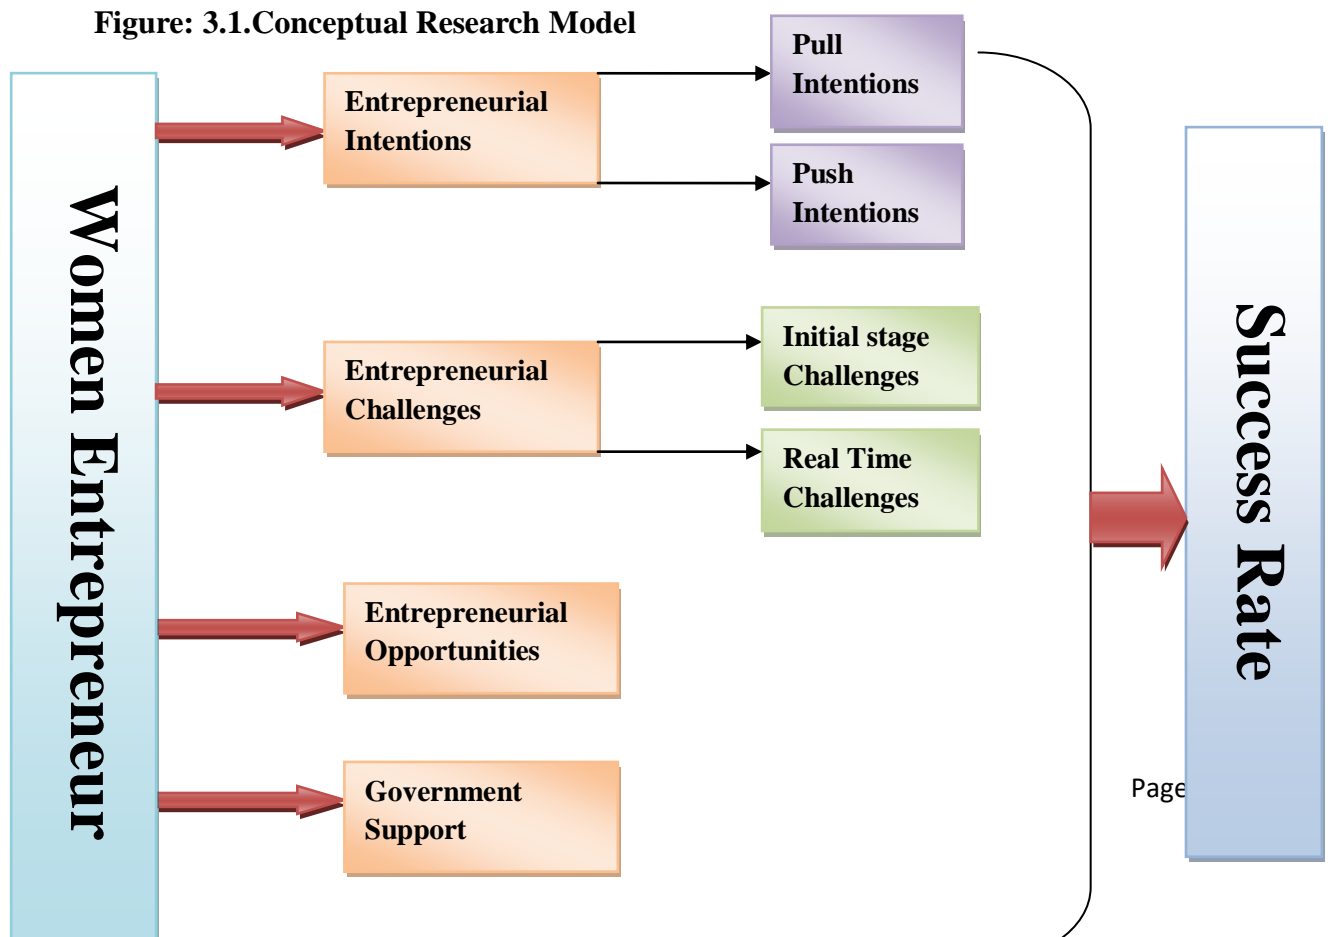 Figure: 3.1.Conceptual Research Model
Women Entrepreneur
Entrepreneurial
Intentions
Pull
Intentions
Push
Intentions
Entrepreneurial
Challenges
Initial stage
Challenges
Real Time
Challenges
Entrepreneurial
Opportunities
Government
Support
Success Rate
Page